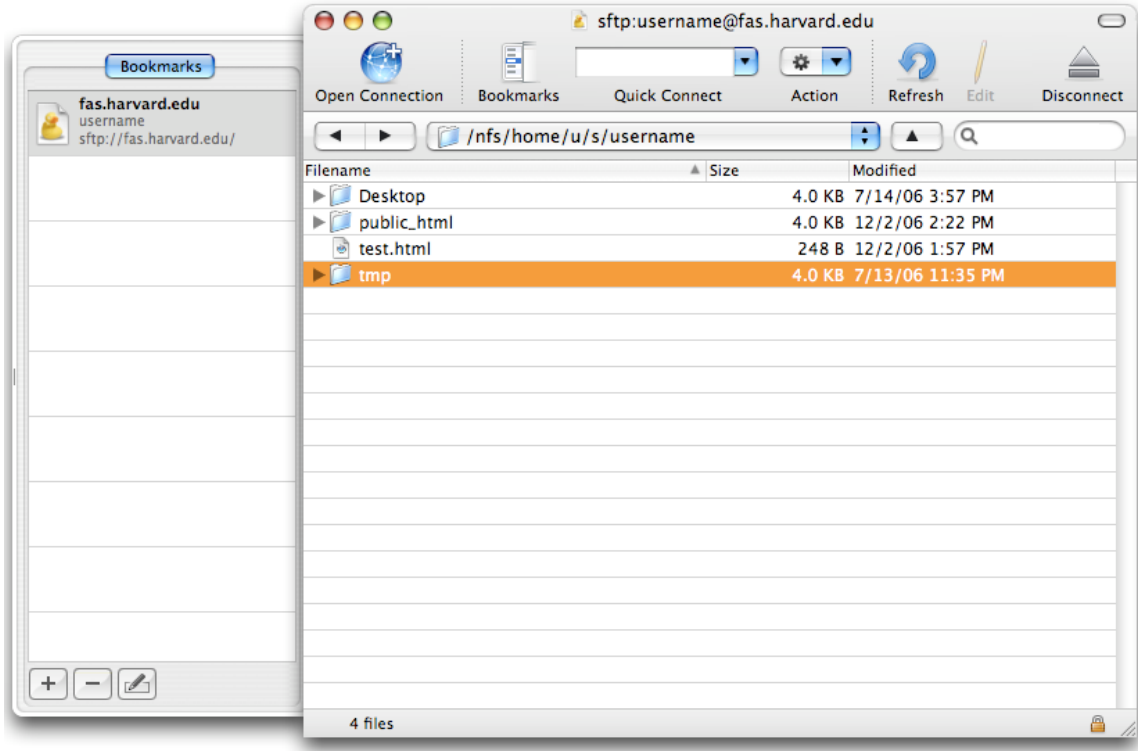 sftp:username@fas.harvard.edu
Open Connection Bookmarks Quick Connect Action Refresh Edit Disconnect
/nfs/home/u/s/username
Filename Size Modified
Desktop 4.0 KB 7/14/06 3:57 PM
public_html 4.0 KB 12/2/06 2:22 PM
test.html 248 B 12/2/06 1:57 PM
tmp 4.0 KB 7/13/06 11:35 PM
4 files
Bookmarks
fas.harvard.edu
username
sftp://fas.harvard.edu/